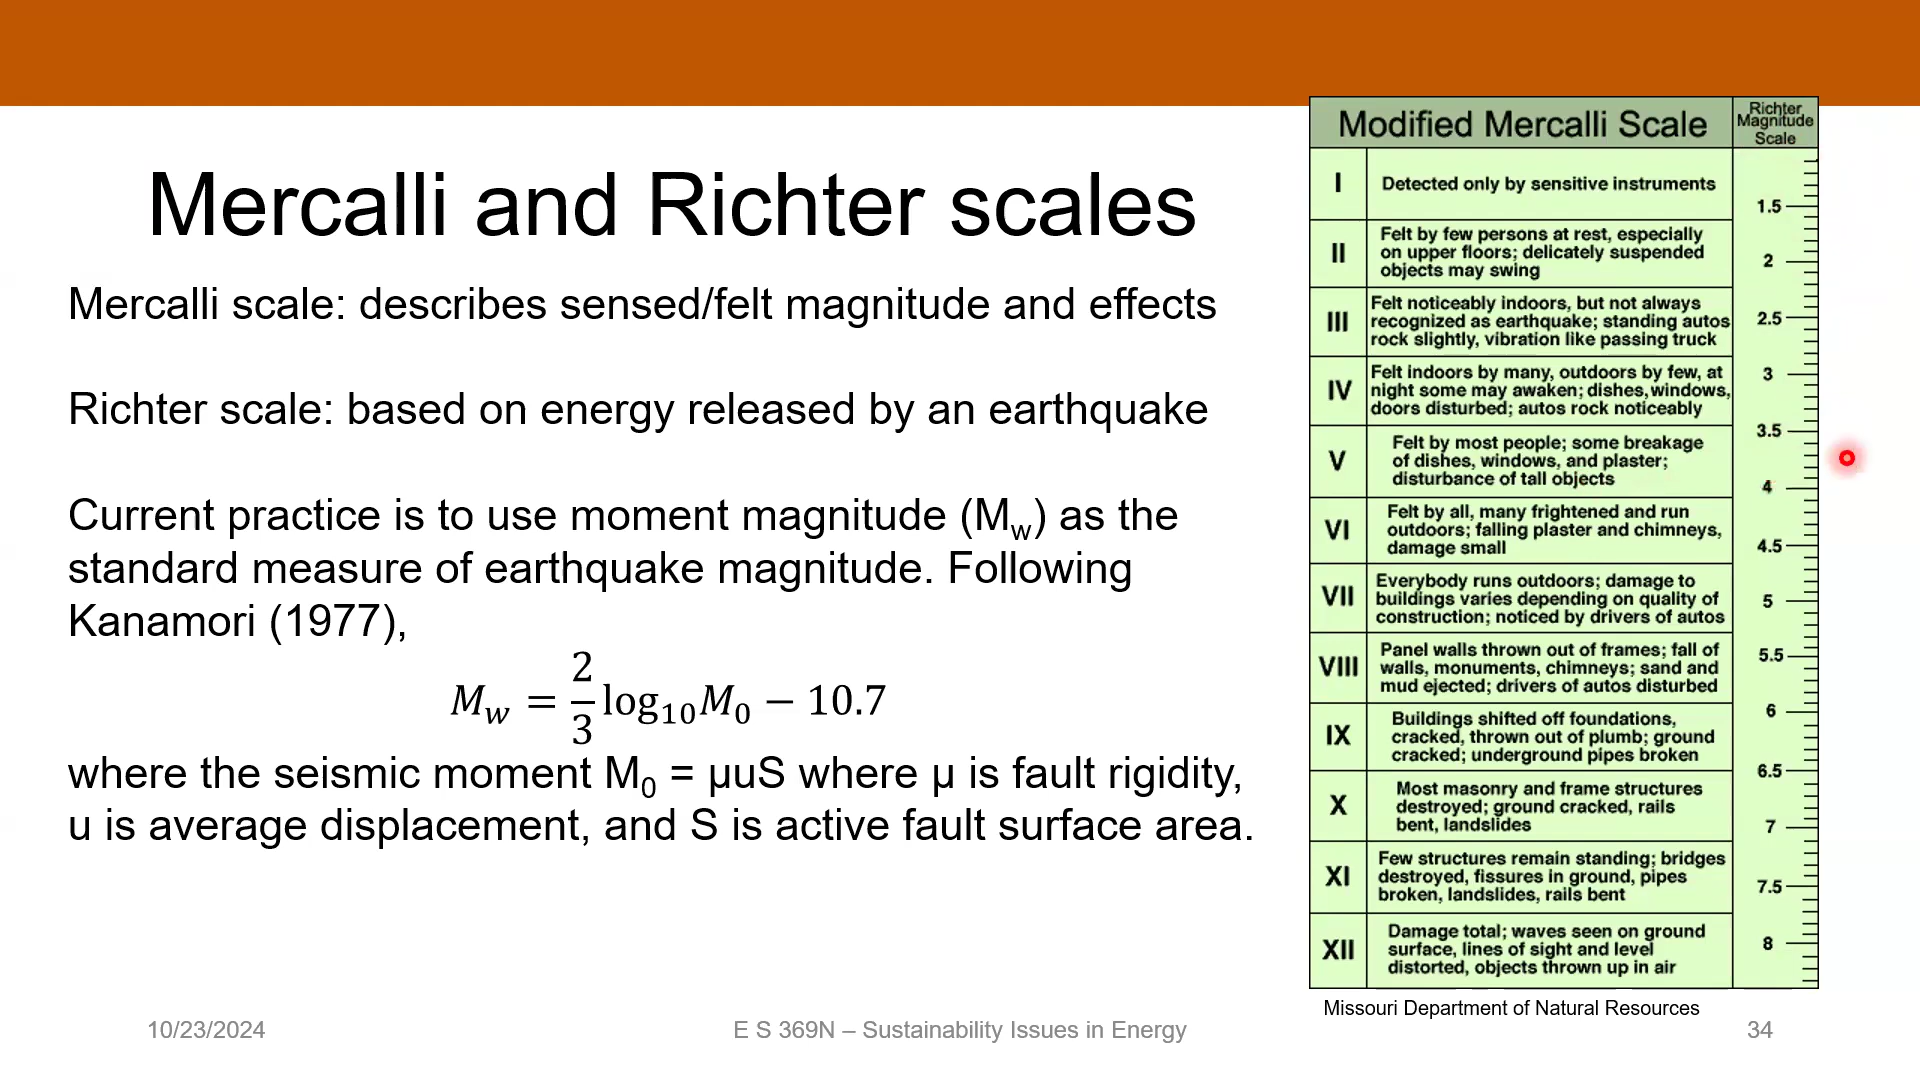 Mercalli and Richter scales
Mercalli scale: describes sensed/felt magnitude and effects
Richter scale: based on energy released by an earthquake
Current practice is to use moment magnitude (Mw) as the
standard measure of earthquake magnitude. Following
Kanamori (1977),
Mw = 2/3 log10 M0 − 10.7
where the seismic moment M0 = μuS where μ is fault rigidity,
u is average displacement, and S is active fault surface area.
Modified Mercalli Scale
Richter
Magnitude
Scale
I
Detected only by sensitive instruments
II
Felt by few persons at rest, especially
on upper floors; delicately suspended
objects may swing
III
Felt noticeably indoors, but not always
recognized as earthquake; standing autos
rock slightly, vibration like passing truck
IV
Felt indoors by many, outdoors by few, at
night some may awaken; dishes, windows,
doors disturbed; autos rock noticeably
V
Felt by most people; some breakage
of dishes, windows, and plaster;
disturbance of tall objects
VI
Felt by all, many frightened and run
outdoors; falling plaster and chimneys,
damage small
VII
Everybody runs outdoors; damage to
buildings varies depending on quality of
construction; noticed by drivers of autos
VIII
Panel walls thrown out of frames; fall of
walls, monuments, chimneys; sand and
mud ejected; drivers of autos disturbed
IX
Buildings shifted off foundations,
cracked, thrown out of plumb; ground
cracked; underground pipes broken
X
Most masonry and frame structures
destroyed; ground cracked, rails
bent, landslides
XI
Few structures remain standing; bridges
destroyed, fissures in ground, pipes
broken, landslides, rails bent
XII
Damage total; waves seen on ground
surface, lines of sight and level
distorted, objects thrown up in air
1.5
2
2.5
3
3.5
4
4.5
5
5.5
6
6.5
7
7.5
8
Missouri Department of Natural Resources
10/23/2024
E S 369N – Sustainability Issues in Energy
34